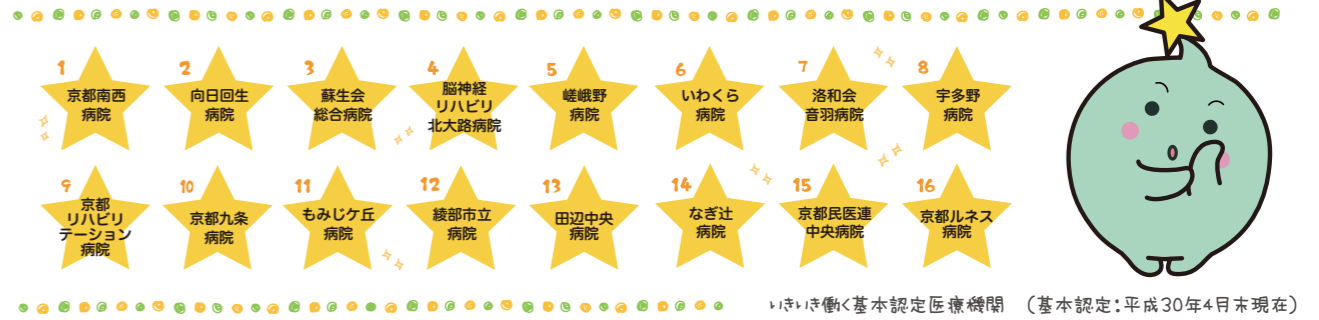 1
京都南西
病院
2
向日回生
病院
3
蘇生会
総合病院
4
脳神経
リハビリ
北大路病院
5
嵯峨野
病院
6
いわくら
病院
7
洛和会
音羽病院
8
宇多野
病院
9
京都
リハビリ
テーション
病院
10
京都九条
病院
11
もみじケ丘
病院
12
綾部市立
病院
13
田辺中央
病院
14
なぎ辻
病院
15
京都民医連
中央病院
16
京都ルネス
病院
いきいき働く基本認定医療機関 (基本認定:平成30年4月末現在)